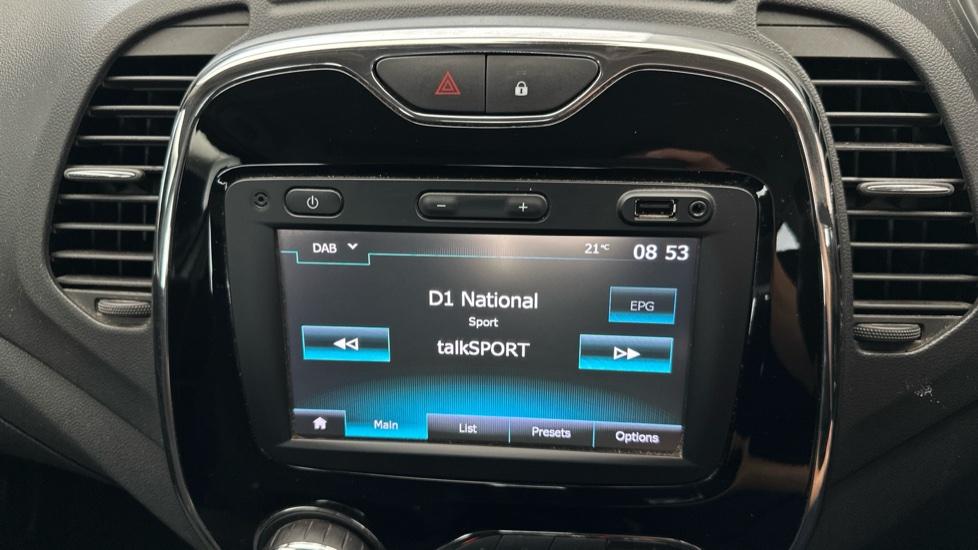 DAB 21°C 08 53
D1 National
EPG
Sport
talkSPORT
Main List Presets Options